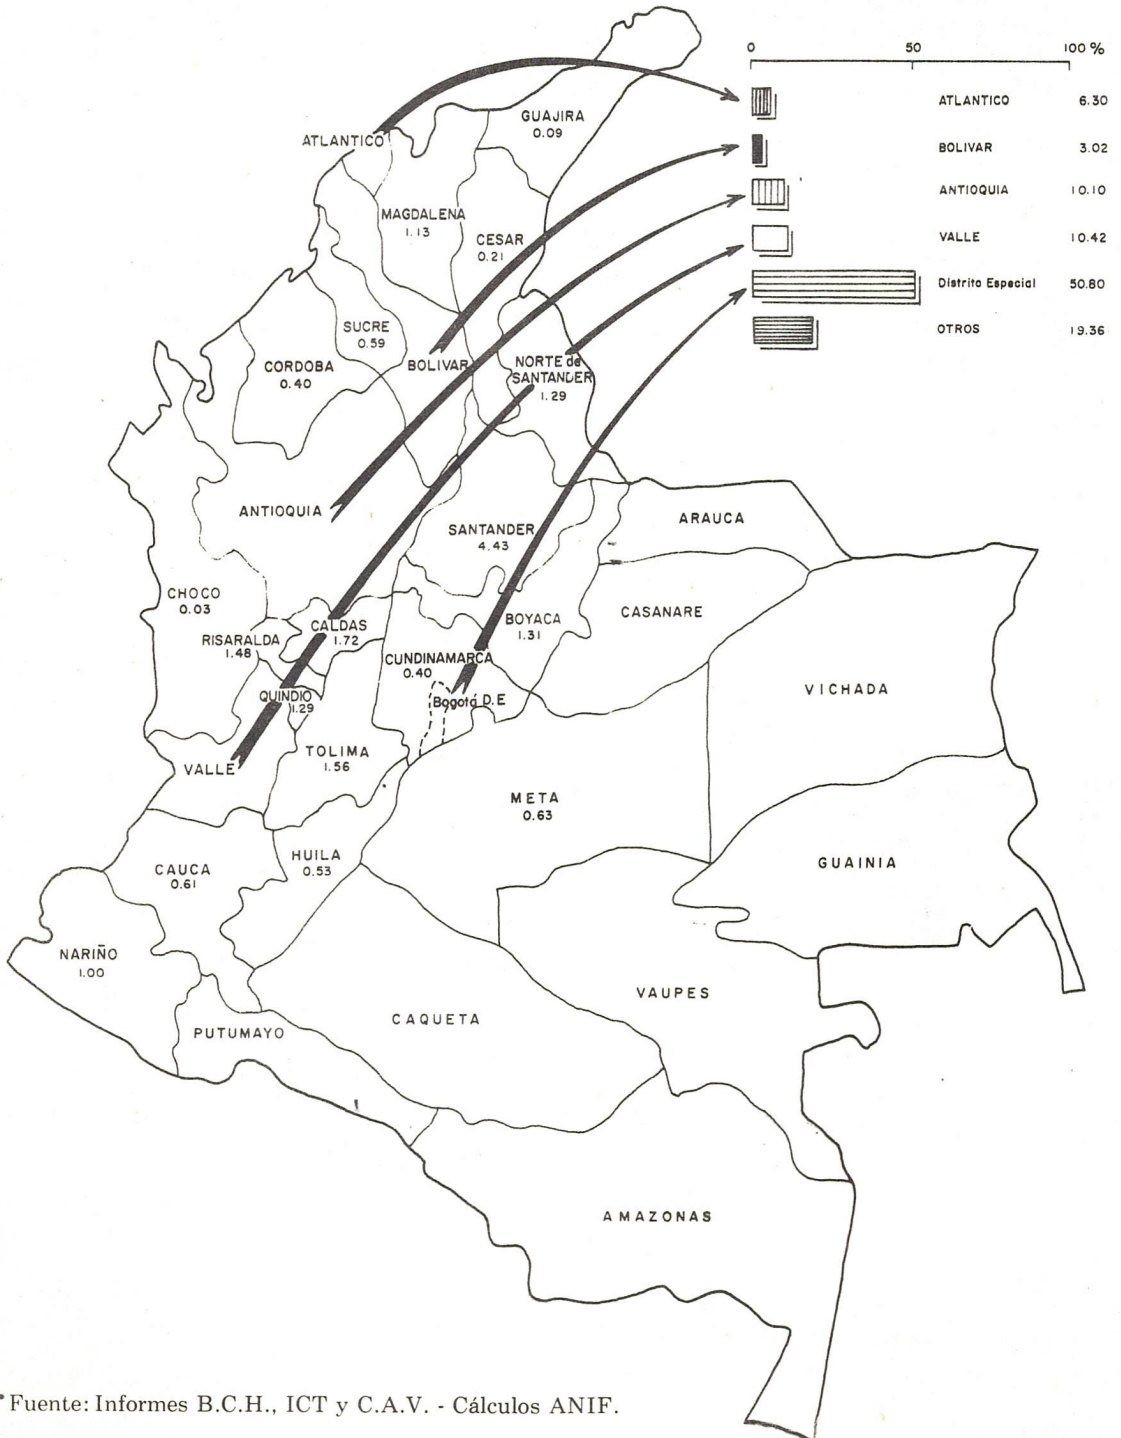 0 50 100 %
ATLANTICO 6.30
BOLIVAR 3.02
ANTIOQUIA 10.10
VALLE 10.42
Distrito Especial 50.80
OTROS 19.36
GUAJIRA
0.09
ATLANTICO
MAGDALENA
1.13
CESAR
0.21
SUCRE
0.59
CORDOBA
0.40
BOLIVAR
NORTE de
SANTANDER
1.29
ANTIOQUIA
SANTANDER
4.43
ARAUCA
CHOCO
0.03
CASANARE
CALDAS
1.72
RISARALDA
1.48
BOYACA
1.31
CUNDINAMARCA
0.40
QUINDIO
1.29
Bogotá D.E
VICHADA
VALLE
TOLIMA
1.56
META
0.63
CAUCA
0.61
HUILA
0.53
GUAINIA
NARIÑO
1.00
VAUPES
CAQUETA
PUTUMAYO
AMAZONAS
Fuente: Informes B.C.H., ICT y C.A.V. - Cálculos ANIF.